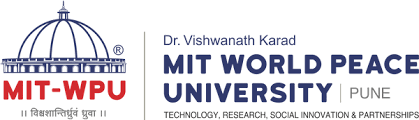 ®
MIT-WPU
॥ विश्वशान्तिर्ध्रुवं ध्रुवा ॥
Dr. Vishwanath Karad
MIT WORLD PEACE
UNIVERSITY | PUNE
TECHNOLOGY, RESEARCH, SOCIAL INNOVATION & PARTNERSHIPS